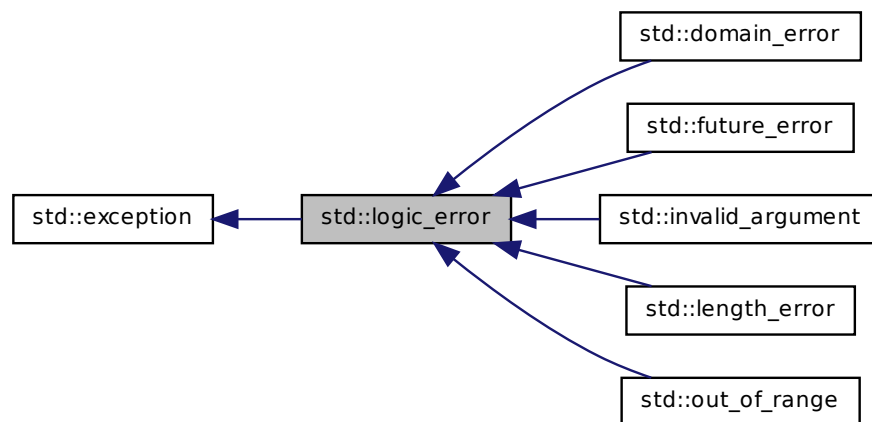 std::domain_error
std::future_error
std::exception
std::logic_error
std::invalid_argument
std::length_error
std::out_of_range